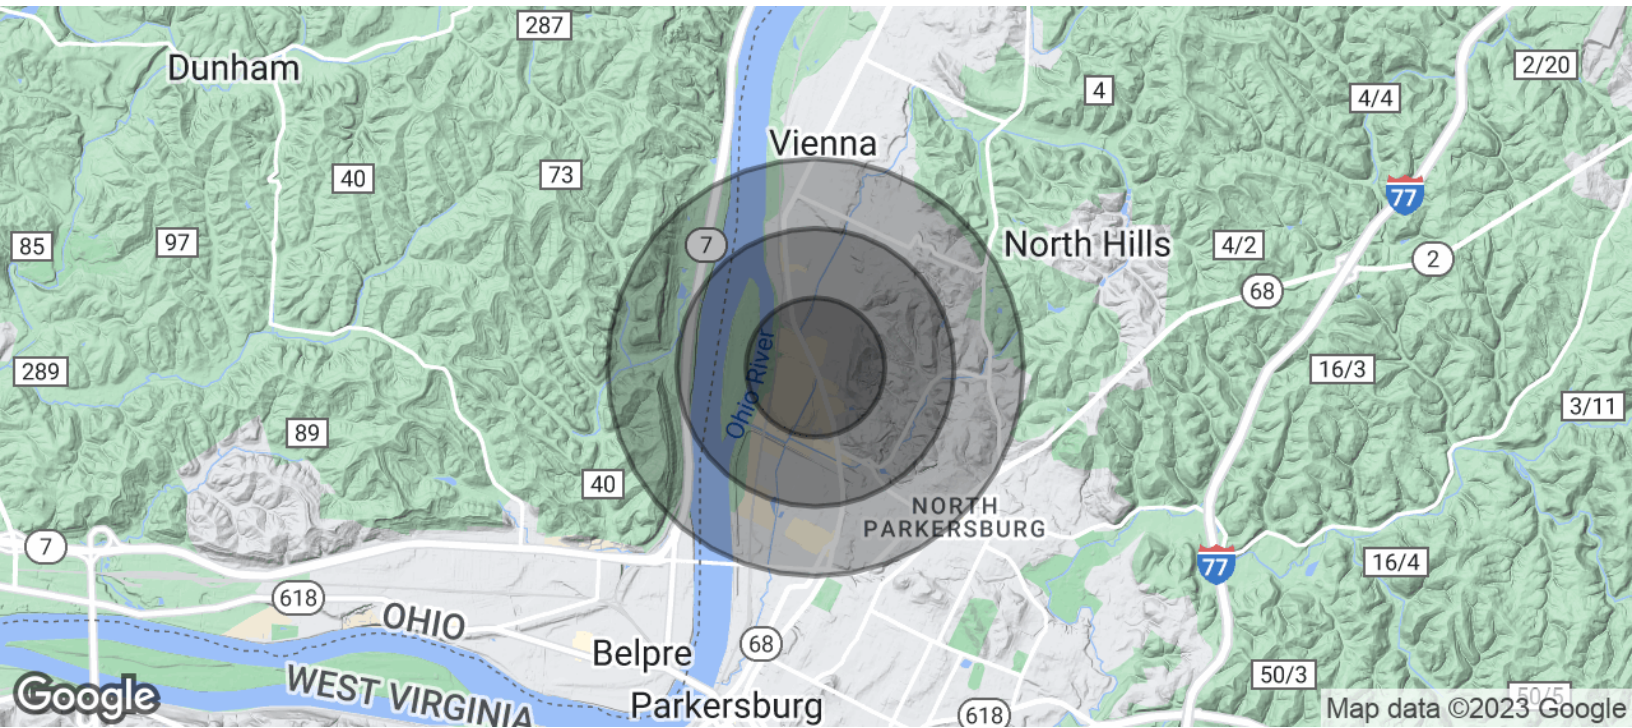 287
Dunham
2/20
4
4/4
Vienna
40
73
77
85
97
7
North Hills
4/2
2
68
Ohio River
289
16/3
3/11
89
40
NORTH
PARKERSBURG
7
77
16/4
618
OHIO
68
Belpre
WEST VIRGINIA
50/3
Google
Parkersburg
618
50/5
Map data ©2023 Google